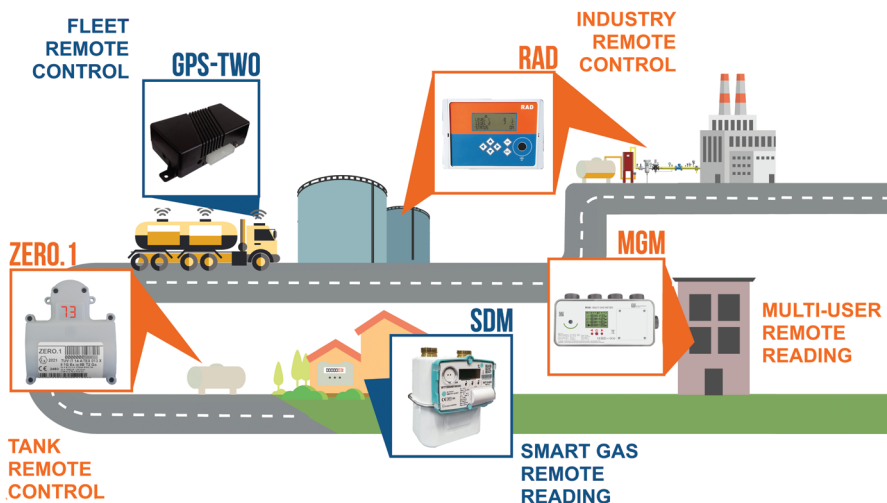 FLEET
REMOTE
CONTROL
GPS-TWO
INDUSTRY
REMOTE
CONTROL
RAD
RAD
ZERO.1
73
ZERO.1
MGM
MULTI-USER
REMOTE
READING
SDM
TANK
REMOTE
CONTROL
SMART GAS
REMOTE
READING